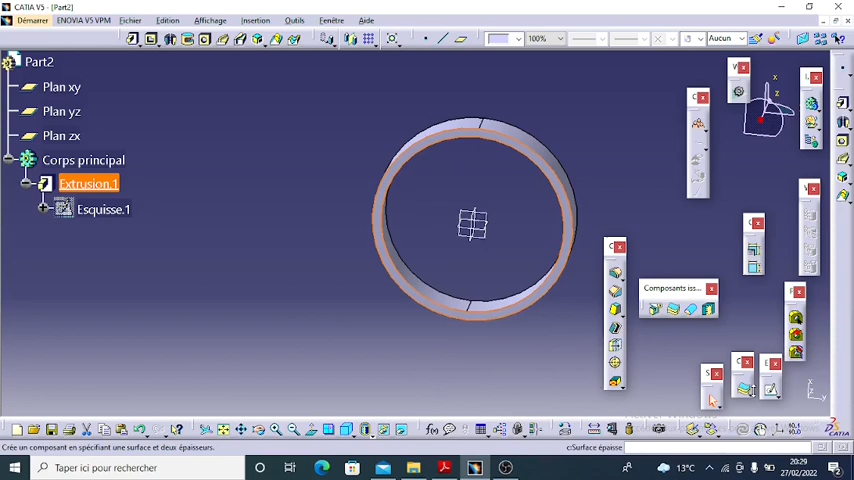 CATIA V5 - [Part2]
Démarrer ENOVIA V5 VPM Fichier Edition Affichage Insertion Outils Fenêtre Aide
100% Aucun
Part2
Plan xy
Plan yz
Plan zx
Corps principal
Extrusion.1
Esquisse.1
x
z
Composants iss...
CATIA
Crée un composant en spécifiant une surface et deux épaisseurs.
c:Surface épaisse
Taper ici pour rechercher
13°C
20:29
27/02/2022